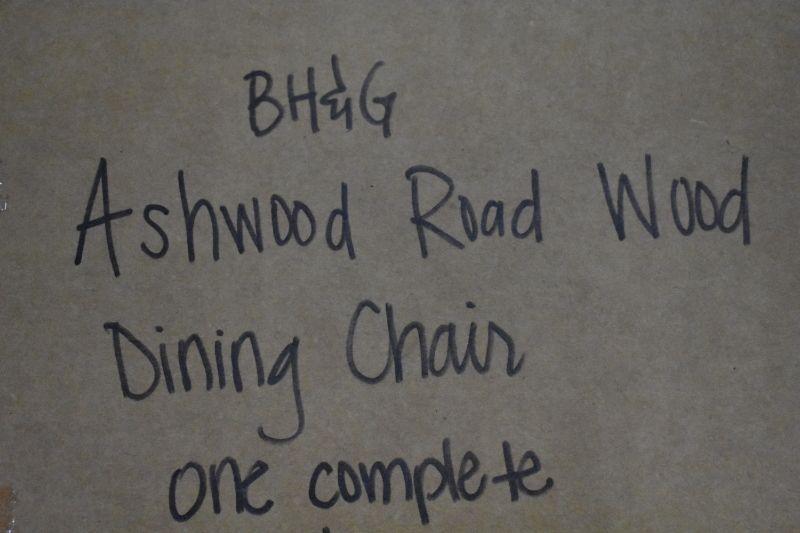 BH&G
Ashwood Road Wood
Dining Chair
one complete